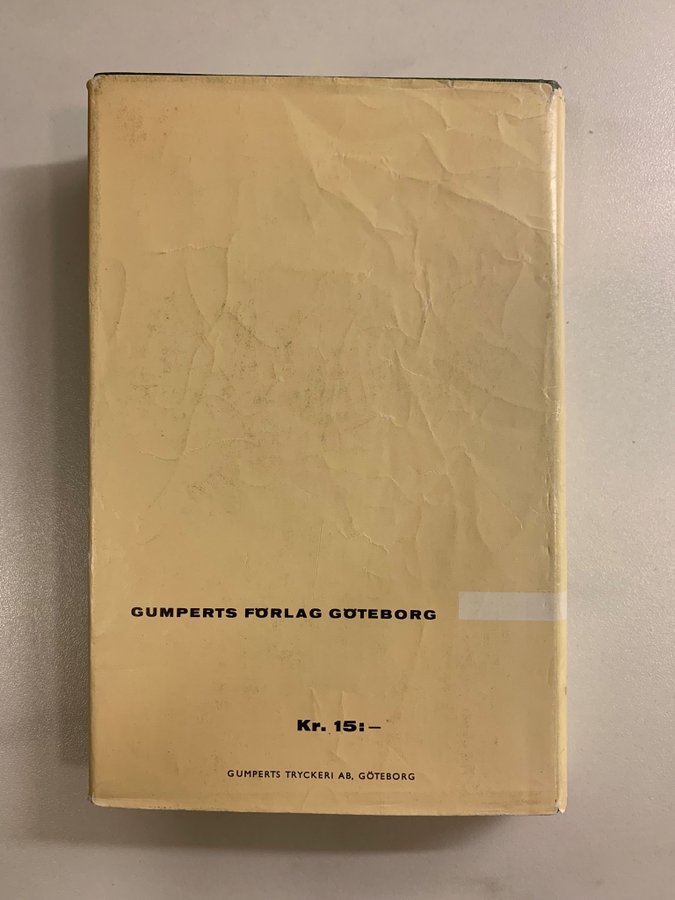 GUMPERTS FÖRLAG GÖTEBORG
Kr. 15:–
GUMPERTS TRYCKERI AB, GÖTEBORG